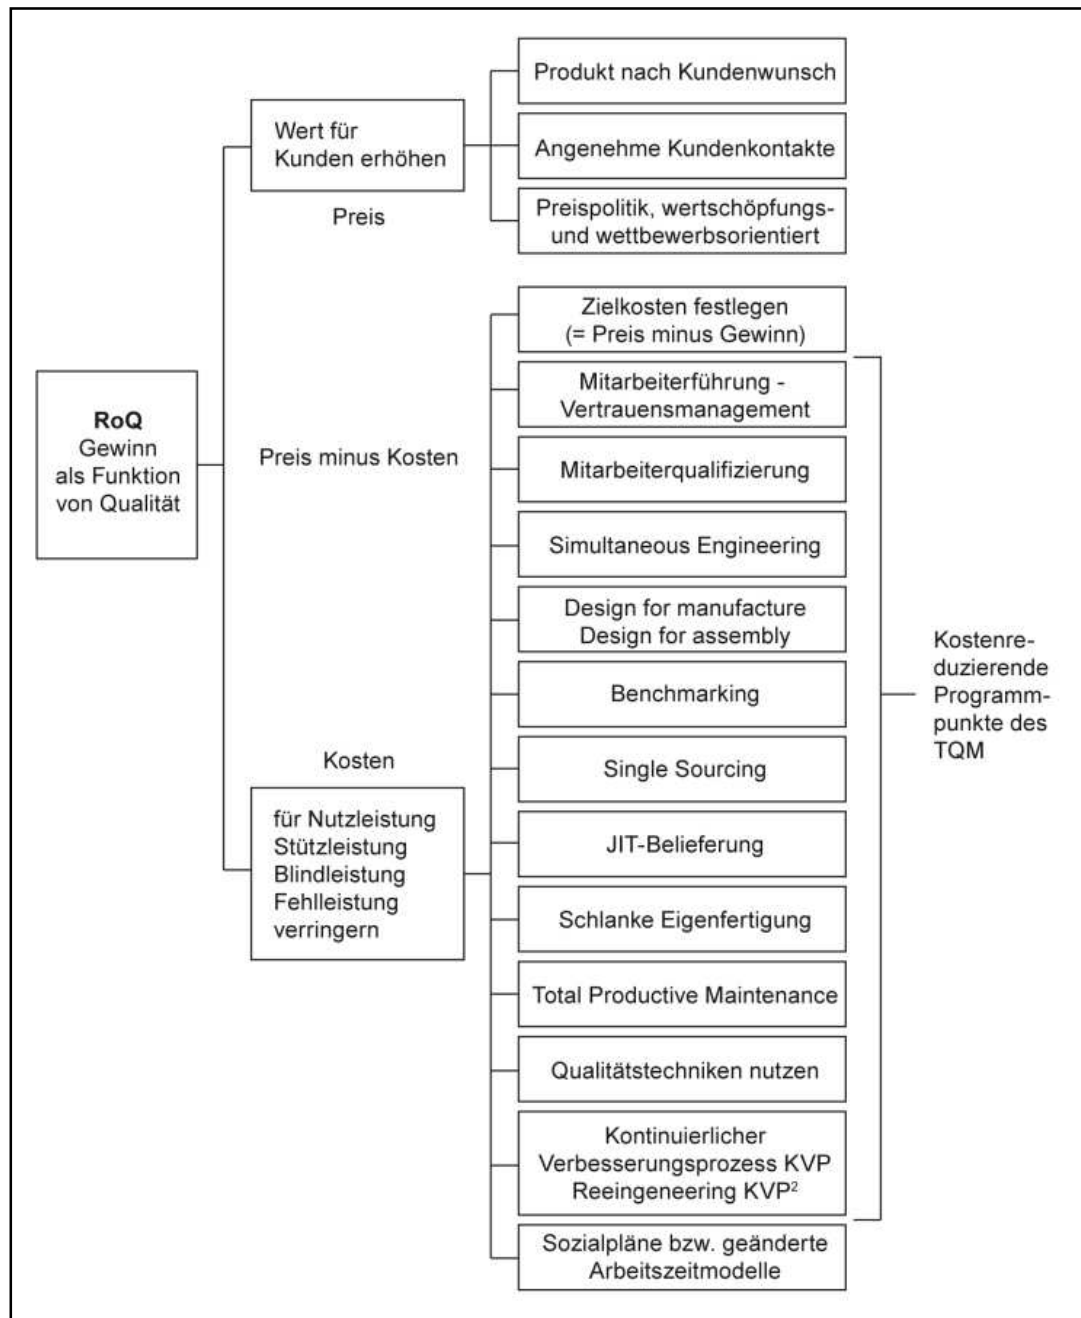 Produkt nach Kundenwunsch
Wert für
Kunden erhöhen
Angenehme Kundenkontakte
Preis
Preispolitik, wertschöpfungs-
und wettbewerbsorientiert
RoQ
Gewinn
als Funktion
von Qualität
Preis minus Kosten
Kosten
für Nutzleistung
Stützleistung
Blindleistung
Fehlleistung
verringern
Zielkosten festlegen
(= Preis minus Gewinn)
Mitarbeiterführung -
Vertrauensmanagement
Mitarbeiterqualifizierung
Simultaneous Engineering
Design for manufacture
Design for assembly
Benchmarking
Single Sourcing
JIT-Belieferung
Schlanke Eigenfertigung
Total Productive Maintenance
Qualitätstechniken nutzen
Kontinuierlicher
Verbesserungsprozess KVP
Reeingeneering KVP²
Sozialpläne bzw. geänderte
Arbeitszeitmodelle
Kostenre-
duzierende
Programm-
punkte des
TQM